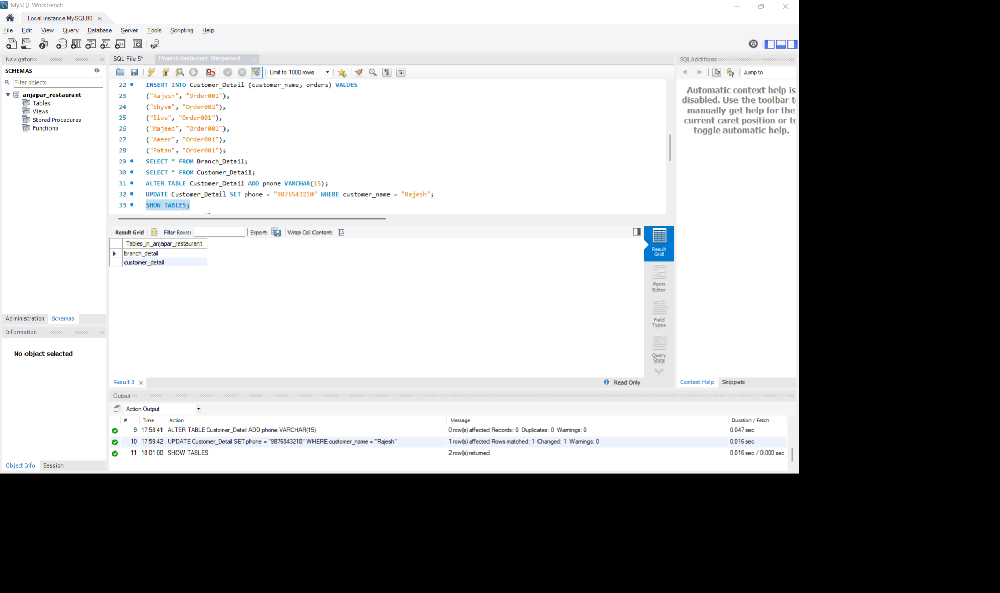 MySQL Workbench
Local instance MySQL80
File Edit View Query Database Server Tools Scripting Help
Navigator
SCHEMAS
Filter objects
anjapar_restaurant
Tables
Views
Stored Procedures
Functions
Administration Schemas
Information
No object selected
Object Info Session
SQL File 5* Project-Restaurant Mangement...
Limit to 1000 rows
22 INSERT INTO Customer_Detail (customer_name, orders) VALUES
23 ("Rajesh", "Order001"),
24 ("Shyam", "Order002"),
25 ("Siva", "Order001"),
26 ("Majeed", "Order001"),
27 ("Ameer", "Order001"),
28 ("Patan", "Order001");
29 SELECT * FROM Branch_Detail;
30 SELECT * FROM Customer_Detail;
31 ALTER TABLE Customer_Detail ADD phone VARCHAR(15);
32 UPDATE Customer_Detail SET phone = "9876543210" WHERE customer_name = "Rajesh";
33 SHOW TABLES;
Result Grid Filter Rows: Export: Wrap Cell Content:
Tables_in_anjapar_restaurant
branch_detail
customer_detail
Result
Grid
Form
Editor
Field
Types
Query
Stats
Result 3 Read Only
SQLAdditions
Jump to
Automatic context help is
disabled. Use the toolbar to
manually get help for the
current caret position or to
toggle automatic help.
Context Help Snippets
Output
Action Output
# Time Action Message Duration / Fetch
9 17:58:41 ALTER TABLE Customer_Detail ADD phone VARCHAR(15) 0 row(s) affected Records: 0 Duplicates: 0 Warnings: 0 0.047 sec
10 17:59:42 UPDATE Customer_Detail SET phone = "9876543210" WHERE customer_name = "Rajesh" 1 row(s) affected Rows matched: 1 Changed: 1 Warnings: 0 0.016 sec
11 18:01:00 SHOW TABLES 2 row(s) returned 0.016 sec / 0.000 sec